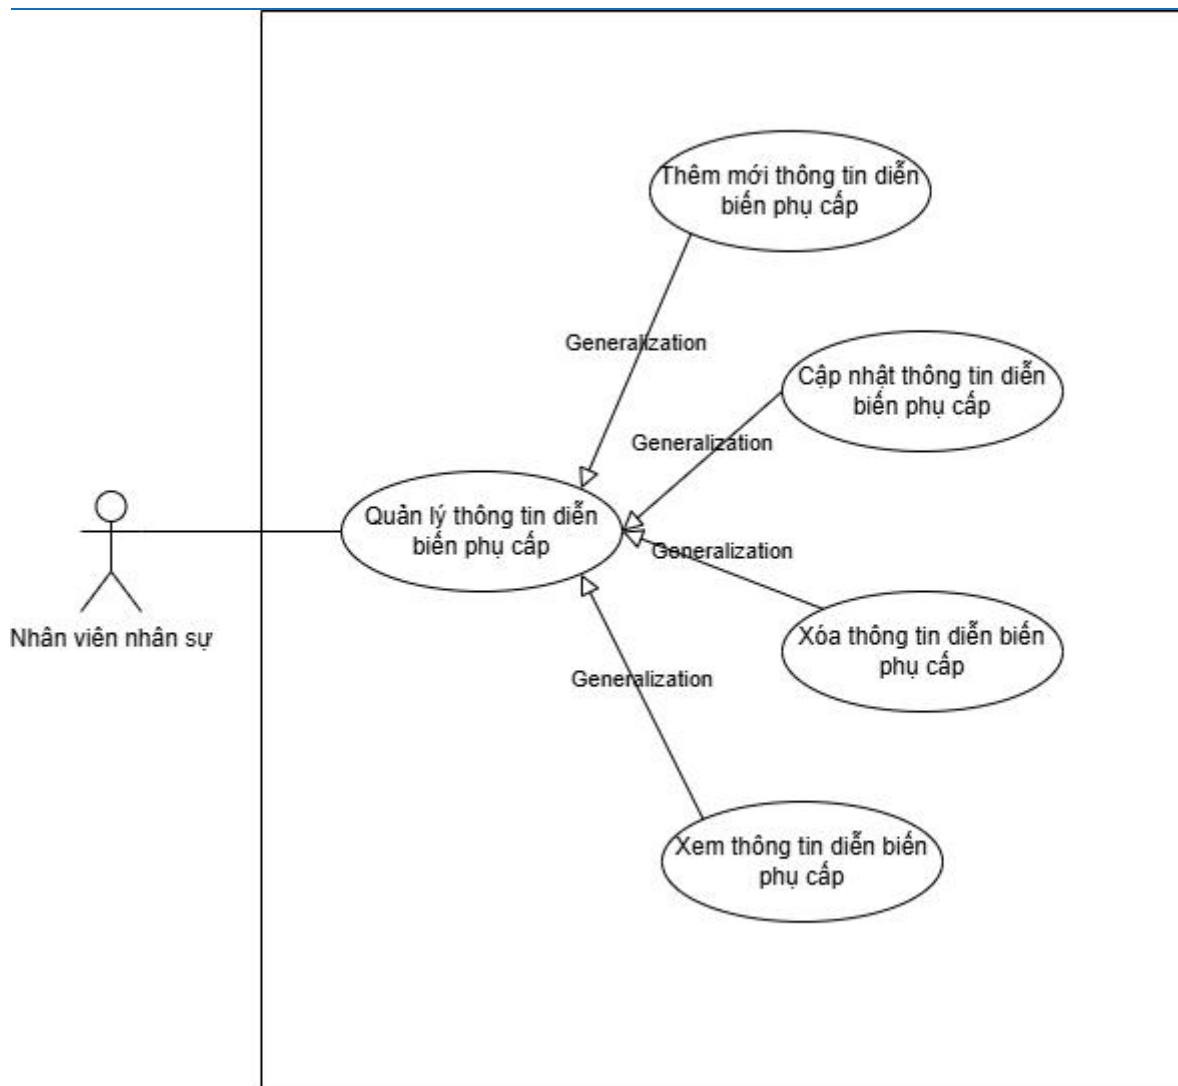 Thêm mới thông tin diễn
biến phụ cấp
Generalization
Cập nhật thông tin diễn
biến phụ cấp
Generalization
Quản lý thông tin diễn
biến phụ cấp
Generalization
Nhân viên nhân sự
Xóa thông tin diễn biến
phụ cấp
Generalization
Xem thông tin diễn biến
phụ cấp